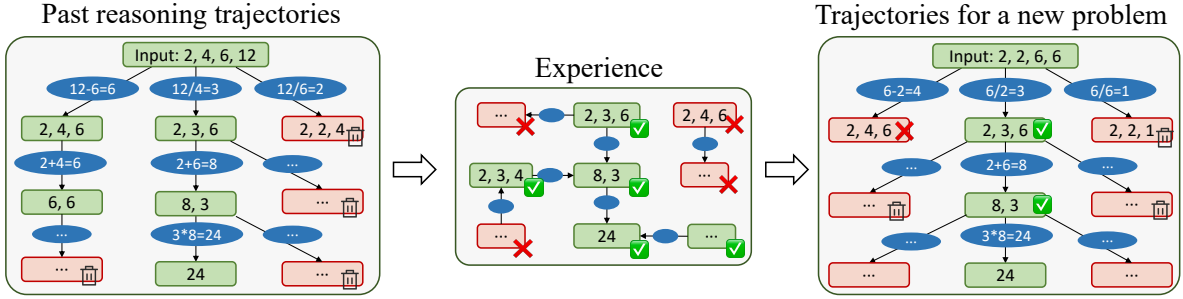 Past reasoning trajectories
Input: 2, 4, 6, 12
12-6=6
12/4=3
12/6=2
2, 4, 6
2, 3, 6
2, 2, 4
2+4=6
2+6=8
...
6, 6
8, 3
...
...
3*8=24
...
...
24
...
Experience
...
2, 3, 6
2, 4, 6
2, 3, 4
8, 3
...
...
24
...
Trajectories for a new problem
Input: 2, 2, 6, 6
6-2=4
6/2=3
6/6=1
2, 4, 6
2, 3, 6
2, 2, 1
...
2+6=8
...
...
8, 3
...
...
3*8=24
...
...
24
...